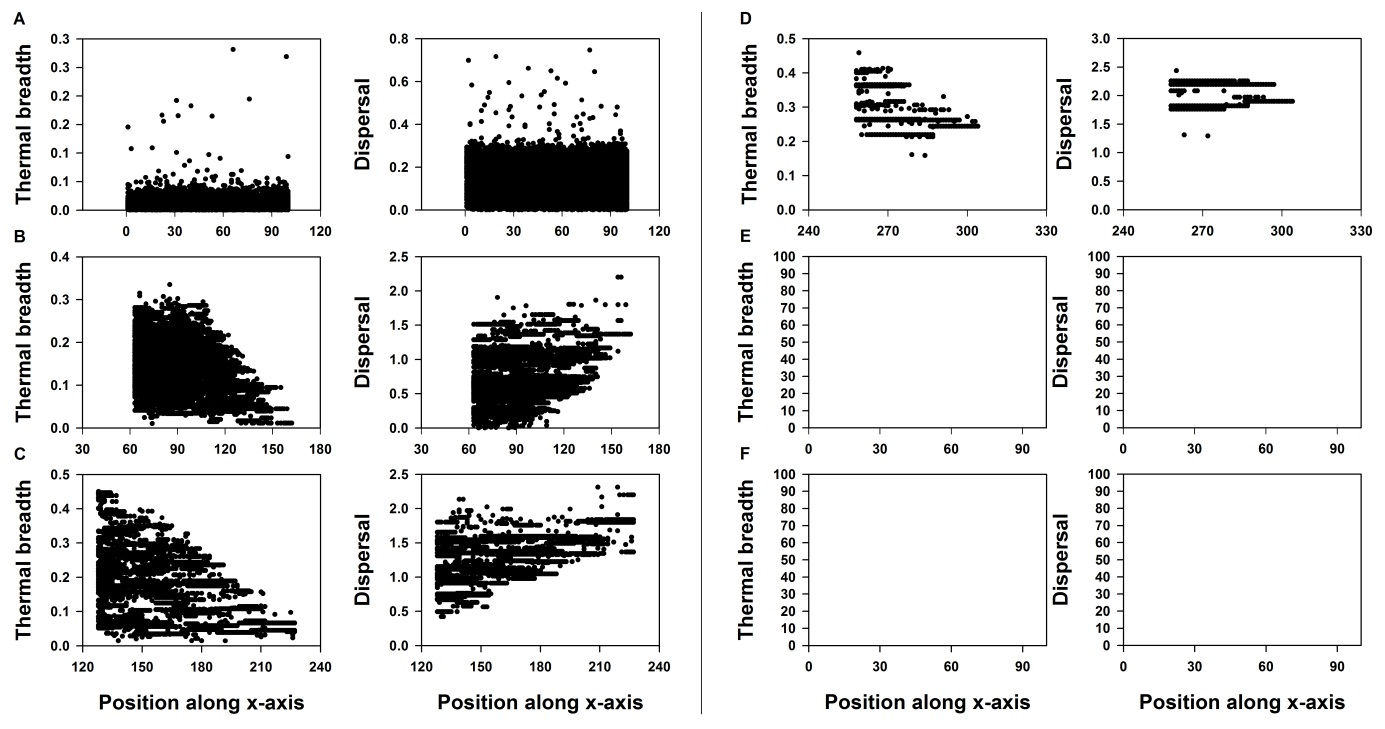 A
Thermal breadth
0.3
0.3
0.2
0.2
0.1
0.1
0.0
0 30 60 90 120
Dispersal
0.8
0.6
0.4
0.2
0.0
0 30 60 90 120
B
Thermal breadth
0.4
0.3
0.2
0.1
0.0
30 60 90 120 150 180
Dispersal
2.5
2.0
1.5
1.0
0.5
0.0
30 60 90 120 150 180
C
Thermal breadth
0.5
0.4
0.3
0.2
0.1
0.0
120 150 180 210 240
Position along x-axis
Dispersal
2.5
2.0
1.5
1.0
0.5
0.0
120 150 180 210 240
Position along x-axis
D
Thermal breadth
0.5
0.4
0.3
0.2
0.1
0.0
240 270 300 330
Dispersal
3.0
2.5
2.0
1.5
1.0
0.5
0.0
240 270 300 330
E
Thermal breadth
100
90
80
70
60
50
40
30
20
10
0
0 30 60 90
Dispersal
100
90
80
70
60
50
40
30
20
10
0
0 30 60 90
F
Thermal breadth
100
90
80
70
60
50
40
30
20
10
0
0 30 60 90
Position along x-axis
Dispersal
100
90
80
70
60
50
40
30
20
10
0
0 30 60 90
Position along x-axis